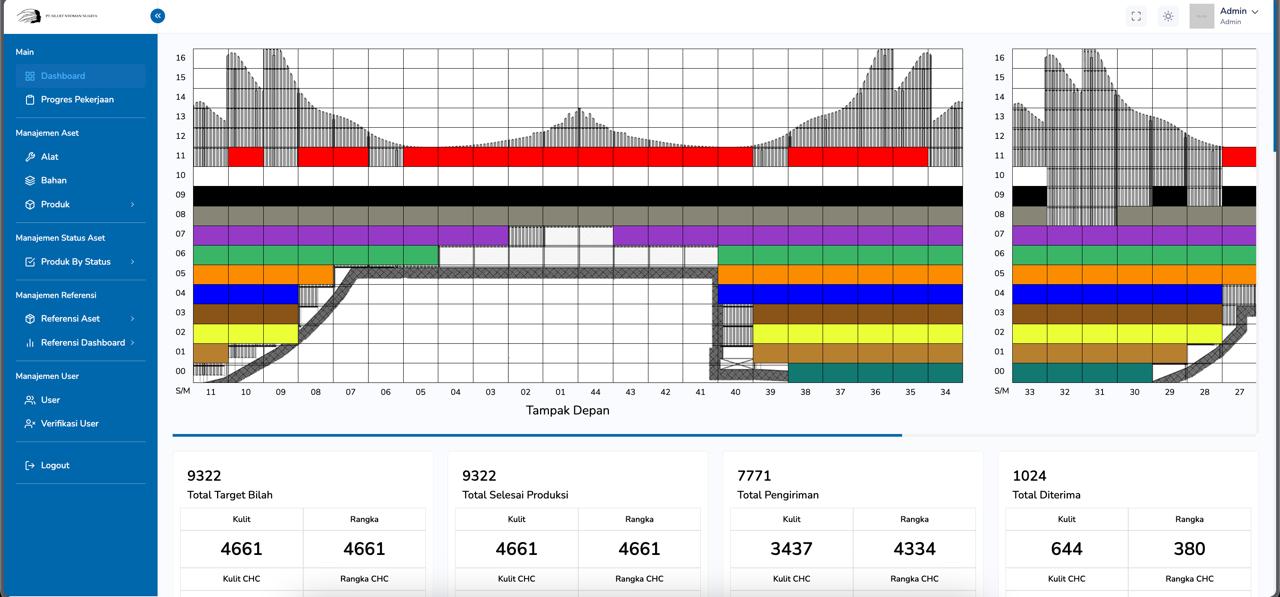 PT SILUET NYOMAN NUARTA
Admin
Admin
Main
Dashboard
Progres Pekerjaan
Manajemen Aset
Alat
Bahan
Produk
Manajemen Status Aset
Produk By Status
Manajemen Referensi
Referensi Aset
Referensi Dashboard
Manajemen User
User
Verifikasi User
Logout
16
15
14
13
12
11
10
09
08
07
06
05
04
03
02
01
00
S/M 11 10 09 08 07 06 05 04 03 02 01 44 43 42 41 40 39 38 37 36 35 34
Tampak Depan
16
15
14
13
12
11
10
09
08
07
06
05
04
03
02
01
00
S/M 33 32 31 30 29 28 27
9322
Total Target Bilah
Kulit Rangka
4661 4661
Kulit CHC Rangka CHC
9322
Total Selesai Produksi
Kulit Rangka
4661 4661
Kulit CHC Rangka CHC
7771
Total Pengiriman
Kulit Rangka
3437 4334
Kulit CHC Rangka CHC
1024
Total Diterima
Kulit Rangka
644 380
Kulit CHC Rangka CHC